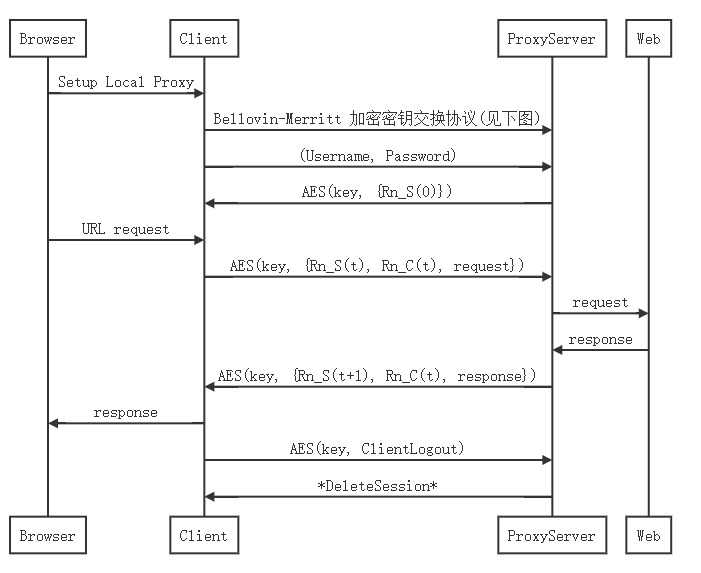 Browser
Client
ProxyServer
Web
Setup Local Proxy
Bellovin-Merritt 加密密钥交换协议(见下图)
(Username, Password)
AES(key, {Rn_S(0)})
URL request
AES(key, {Rn_S(t), Rn_C(t), request})
request
response
AES(key, {Rn_S(t+1), Rn_C(t), response})
response
AES(key, ClientLogout)
*DeleteSession*
Browser
Client
ProxyServer
Web